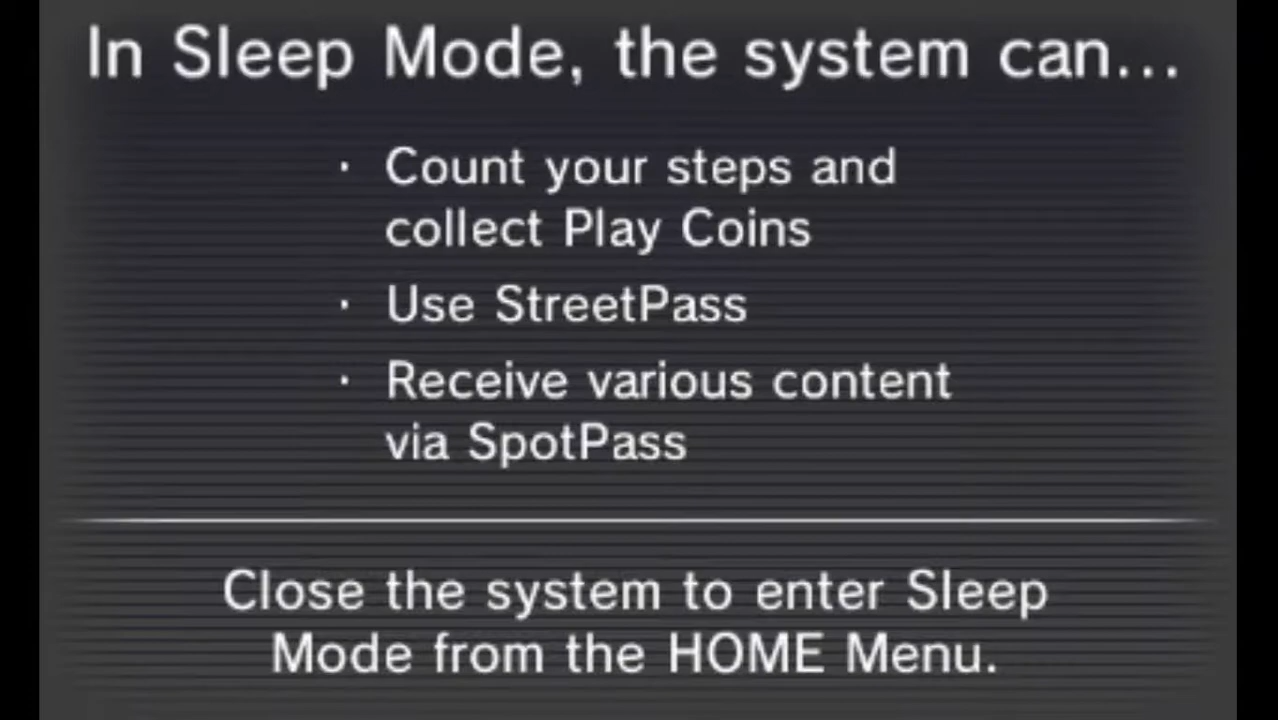 In Sleep Mode, the system can...
· Count your steps and
collect Play Coins
· Use StreetPass
· Receive various content
via SpotPass
Close the system to enter Sleep
Mode from the HOME Menu.